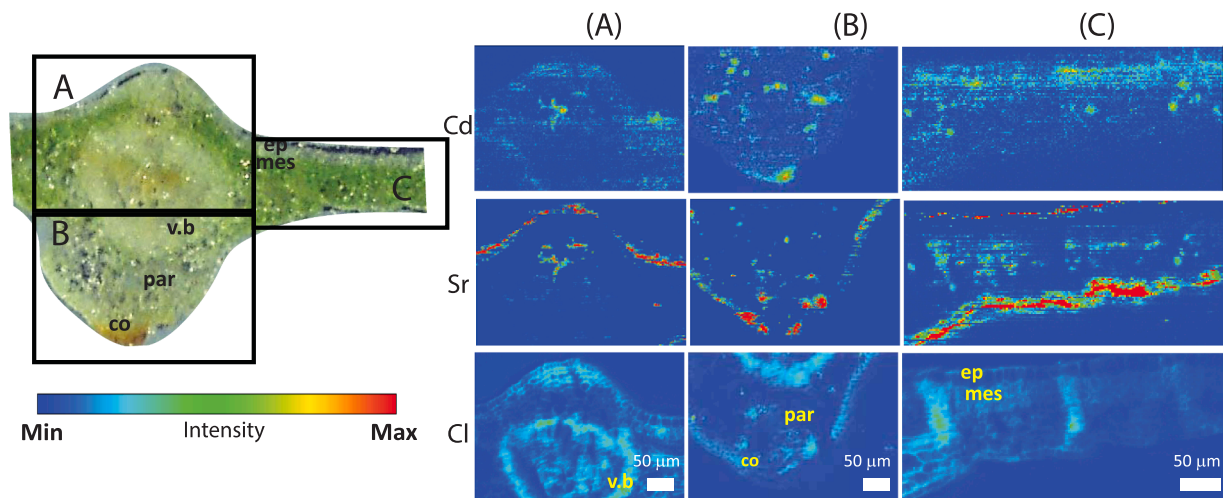 (A) (B) (C)
A
ep
mes
C
B
v.b
par
co
Min Intensity Max
Cd
Sr
Cl
v.b
50 µm
par
co
50 µm
ep
mes
50 µm